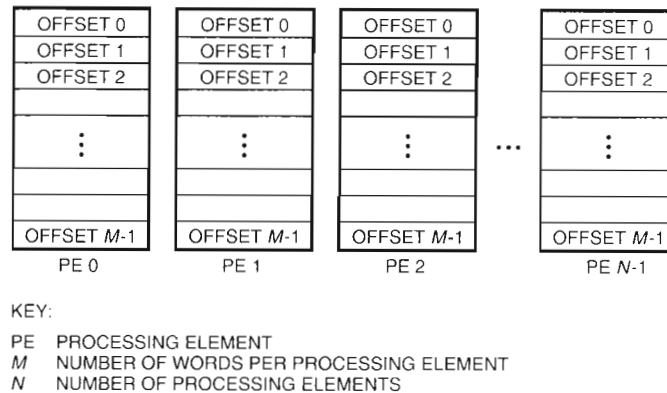 OFFSET 0 OFFSET 0 OFFSET 0 OFFSET 0
OFFSET 1 OFFSET 1 OFFSET 1 OFFSET 1
OFFSET 2 OFFSET 2 OFFSET 2 OFFSET 2
OFFSET M-1 OFFSET M-1 OFFSET M-1 OFFSET M-1
PE 0 PE 1 PE 2 PE N-1
KEY:
PE PROCESSING ELEMENT
M NUMBER OF WORDS PER PROCESSING ELEMENT
N NUMBER OF PROCESSING ELEMENTS